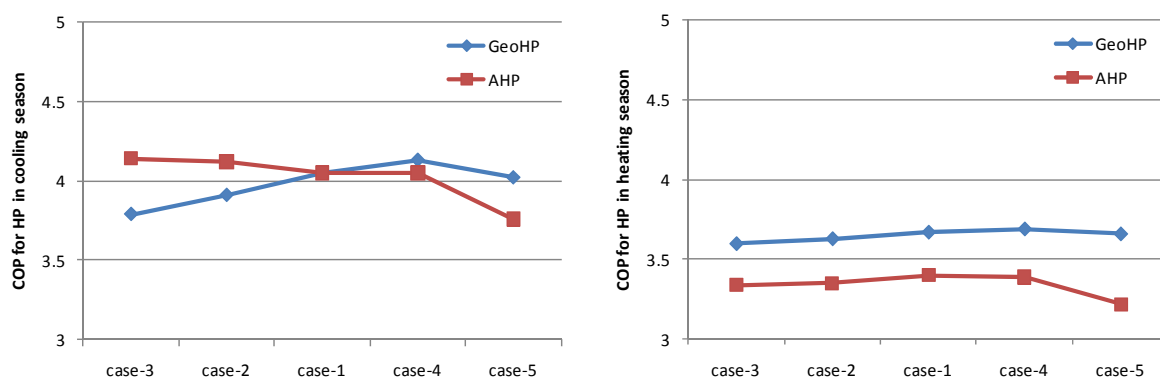 COP for HP in cooling season
5
4.5
4
3.5
3
GeoHP
AHP
case-3 case-2 case-1 case-4 case-5
COP for HP in heating season
5
4.5
4
3.5
3
GeoHP
AHP
case-3 case-2 case-1 case-4 case-5